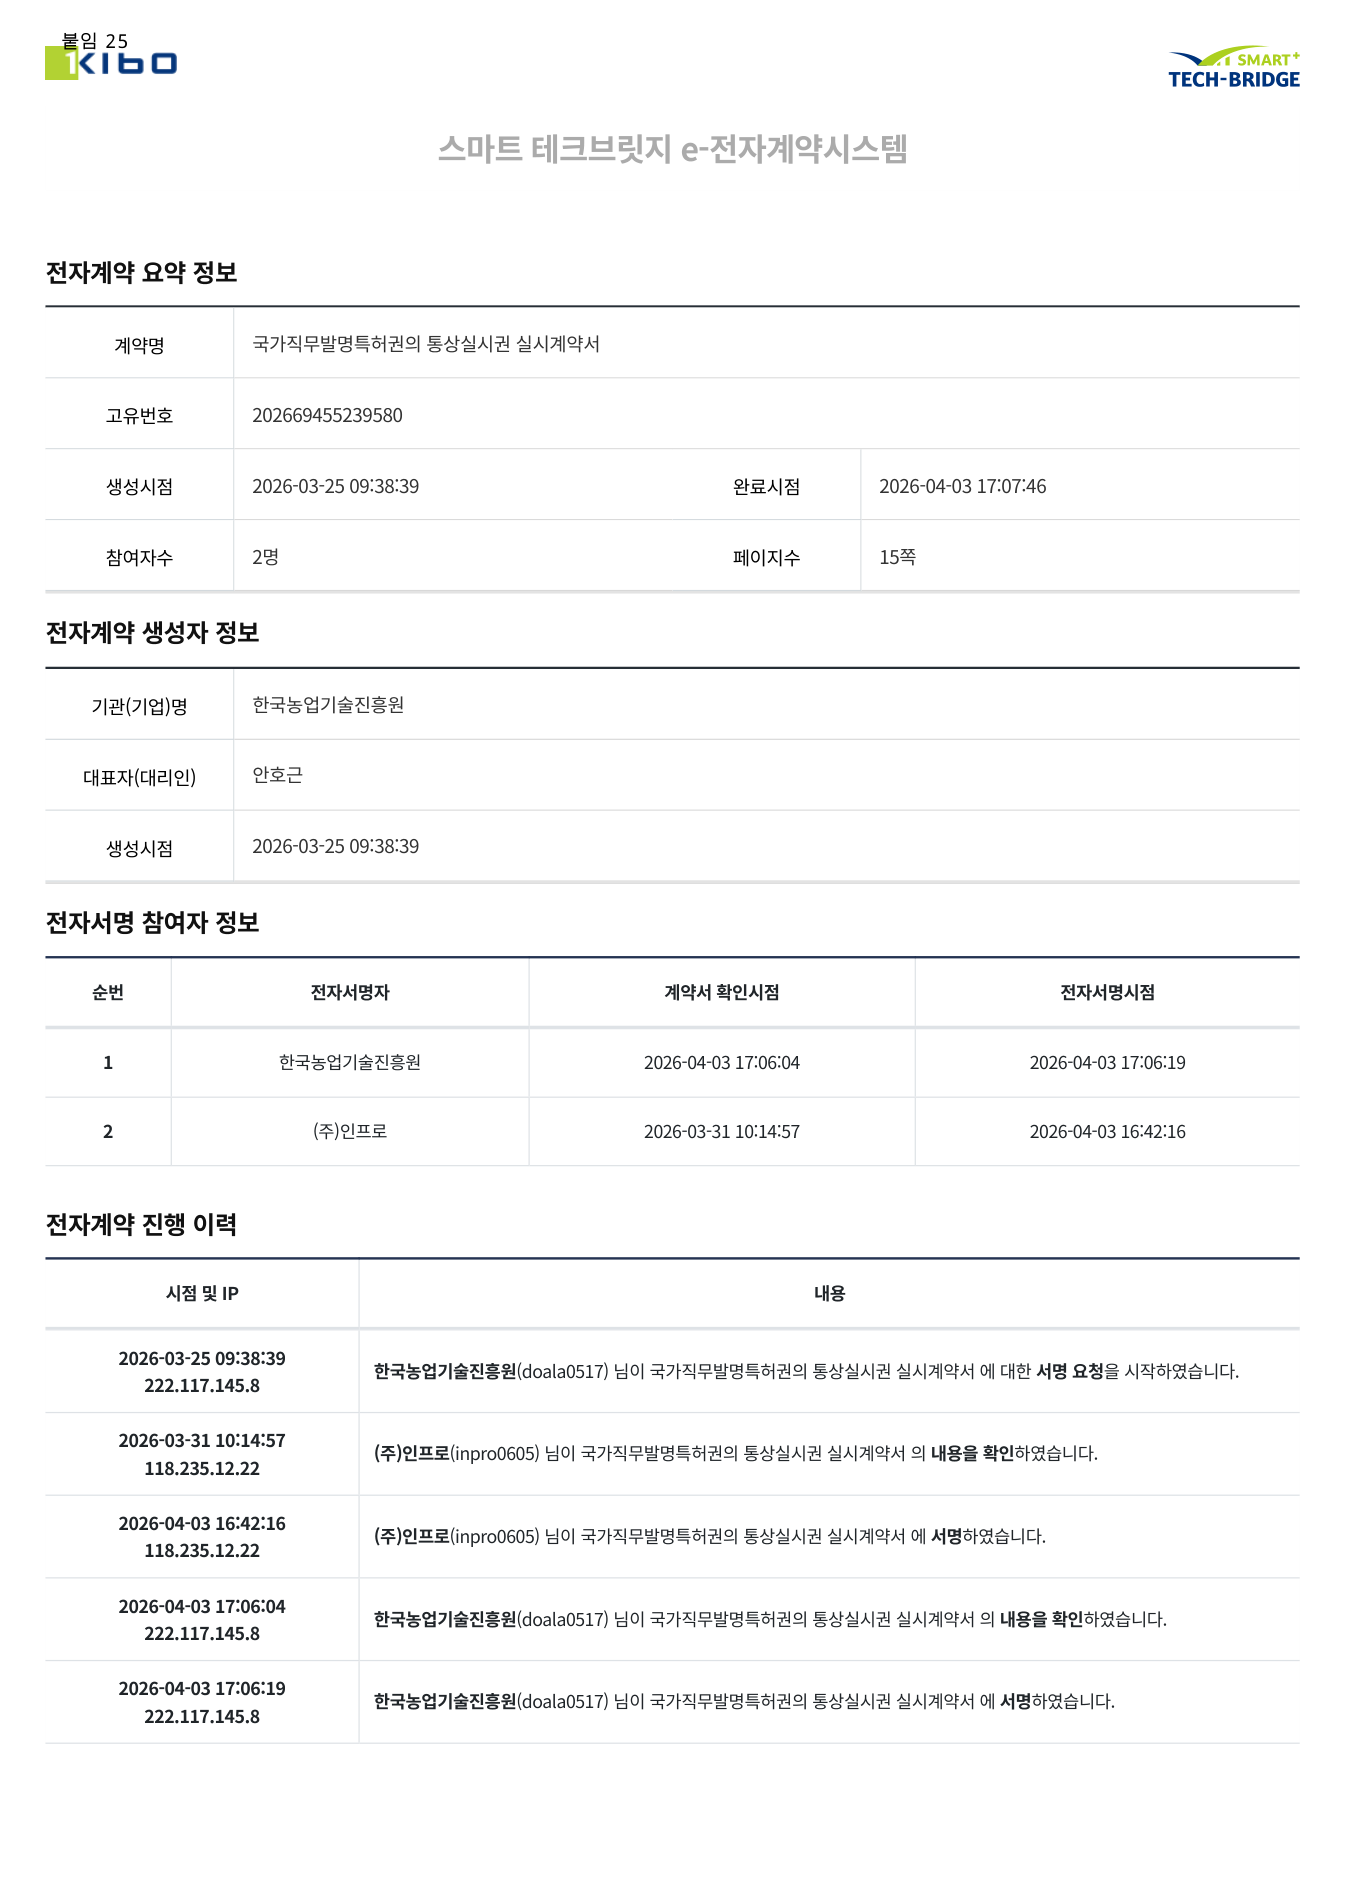 붙임 25
KIBO
SMART+
TECH-BRIDGE
스마트 테크브릿지 e-전자계약시스템
전자계약 요약 정보
계약명 국가직무발명특허권의 통상실시권 실시계약서
고유번호 202669455239580
생성시점 2026-03-25 09:38:39 완료시점 2026-04-03 17:07:46
참여자수 2명 페이지수 15쪽
전자계약 생성자 정보
기관(기업)명 한국농업기술진흥원
대표자(대리인) 안호근
생성시점 2026-03-25 09:38:39
전자서명 참여자 정보
순번 전자서명자 계약서 확인시점 전자서명시점
1 한국농업기술진흥원 2026-04-03 17:06:04 2026-04-03 17:06:19
2 (주)인프로 2026-03-31 10:14:57 2026-04-03 16:42:16
전자계약 진행 이력
시점 및 IP 내용
2026-03-25 09:38:39
222.117.145.8
한국농업기술진흥원(doala0517) 님이 국가직무발명특허권의 통상실시권 실시계약서 에 대한 서명 요청을 시작하였습니다.
2026-03-31 10:14:57
118.235.12.22
(주)인프로(inpro0605) 님이 국가직무발명특허권의 통상실시권 실시계약서 의 내용을 확인하였습니다.
2026-04-03 16:42:16
118.235.12.22
(주)인프로(inpro0605) 님이 국가직무발명특허권의 통상실시권 실시계약서 에 서명하였습니다.
2026-04-03 17:06:04
222.117.145.8
한국농업기술진흥원(doala0517) 님이 국가직무발명특허권의 통상실시권 실시계약서 의 내용을 확인하였습니다.
2026-04-03 17:06:19
222.117.145.8
한국농업기술진흥원(doala0517) 님이 국가직무발명특허권의 통상실시권 실시계약서 에 서명하였습니다.